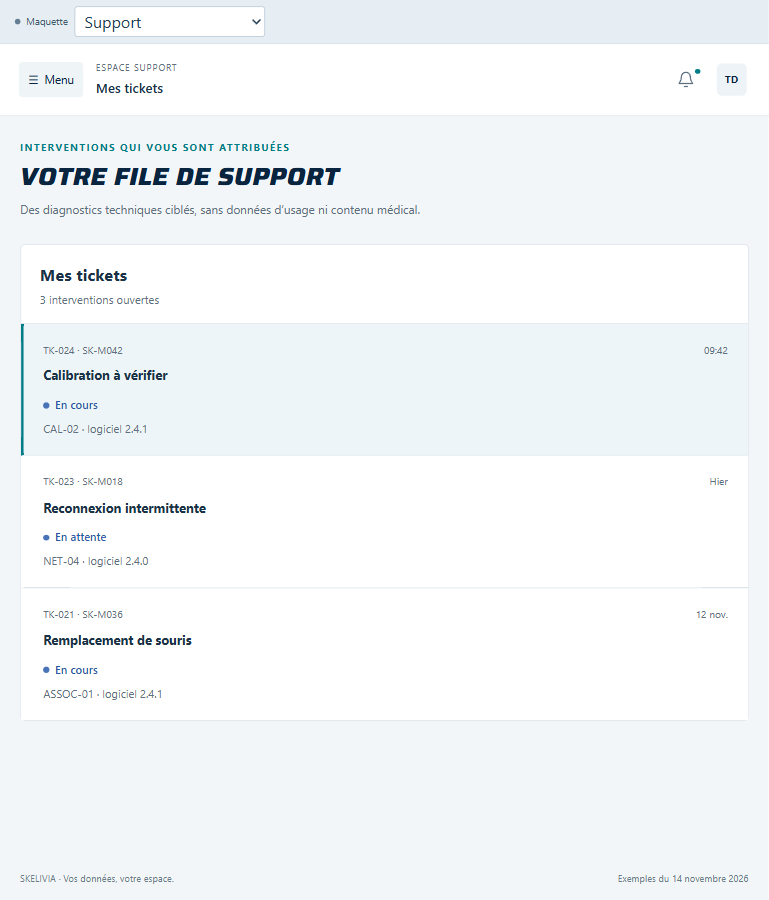 Maquette Support
☰ Menu
ESPACE SUPPORT
Mes tickets
TD
INTERVENTIONS QUI VOUS SONT ATTRIBUÉES
VOTRE FILE DE SUPPORT
Des diagnostics techniques ciblés, sans données d'usage ni contenu médical.
Mes tickets
3 interventions ouvertes
TK-024 · SK-M042 09:42
Calibration à vérifier
En cours
CAL-02 · logiciel 2.4.1
TK-023 · SK-M018 Hier
Reconnexion intermittente
En attente
NET-04 · logiciel 2.4.0
TK-021 · SK-M036 12 nov.
Remplacement de souris
En cours
ASSOC-01 · logiciel 2.4.1
SKELIVIA · Vos données, votre espace. Exemples du 14 novembre 2026